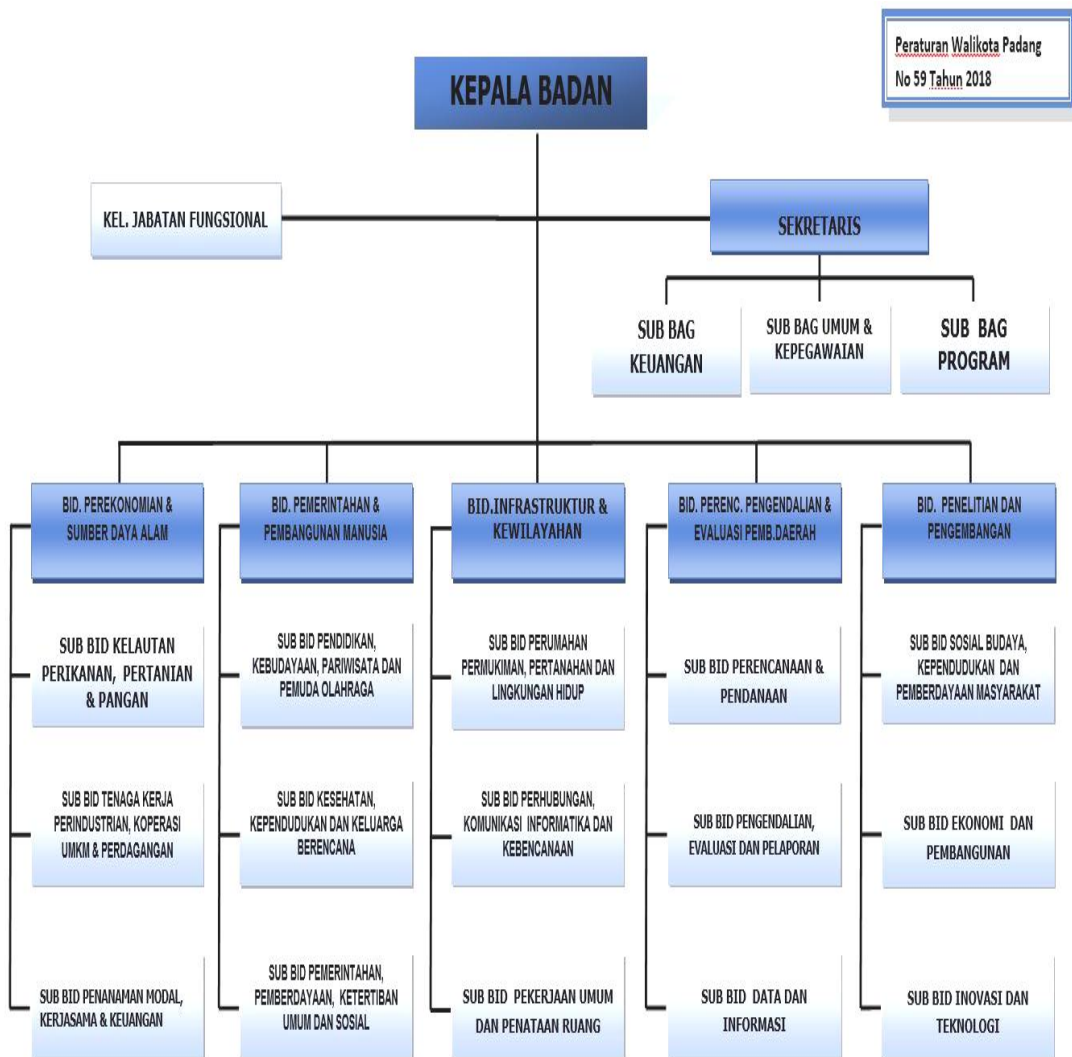 Peraturan Walikota Padang
No 59 Tahun 2018
KEPALA BADAN
KEL. JABATAN FUNGSIONAL
SEKRETARIS
SUB BAG
KEUANGAN
SUB BAG UMUM &
KEPEGAWAIAN
SUB BAG
PROGRAM
BID. PEREKONOMIAN &
SUMBER DAYA ALAM
BID. PEMERINTAHAN &
PEMBANGUNAN MANUSIA
BID.INFRASTRUKTUR &
KEWILAYAHAN
BID. PERENC. PENGENDALIAN &
EVALUASI PEMB.DAERAH
BID. PENELITIAN DAN
PENGEMBANGAN
SUB BID KELAUTAN
PERIKANAN, PERTANIAN
& PANGAN
SUB BID PENDIDIKAN,
KEBUDAYAAN, PARIWISATA DAN
PEMUDA OLAHRAGA
SUB BID PERUMAHAN
PERMUKIMAN, PERTANAHAN DAN
LINGKUNGAN HIDUP
SUB BID PERENCANAAN &
PENDANAAN
SUB BID SOSIAL BUDAYA,
KEPENDUDUKAN DAN
PEMBERDAYAAN MASYARAKAT
SUB BID TENAGA KERJA
PERINDUSTRIAN, KOPERASI
UMKM & PERDAGANGAN
SUB BID KESEHATAN,
KEPENDUDUKAN DAN KELUARGA
BERENCANA
SUB BID PERHUBUNGAN,
KOMUNIKASI INFORMATIKA DAN
KEBENCANAAN
SUB BID PENGENDALIAN,
EVALUASI DAN PELAPORAN
SUB BID EKONOMI DAN
PEMBANGUNAN
SUB BID PENANAMAN MODAL,
KERJASAMA & KEUANGAN
SUB BID PEMERINTAHAN,
PEMBERDAYAAN, KETERTIBAN
UMUM DAN SOSIAL
SUB BID PEKERJAAN UMUM
DAN PENATAAN RUANG
SUB BID DATA DAN
INFORMASI
SUB BID INOVASI DAN
TEKNOLOGI